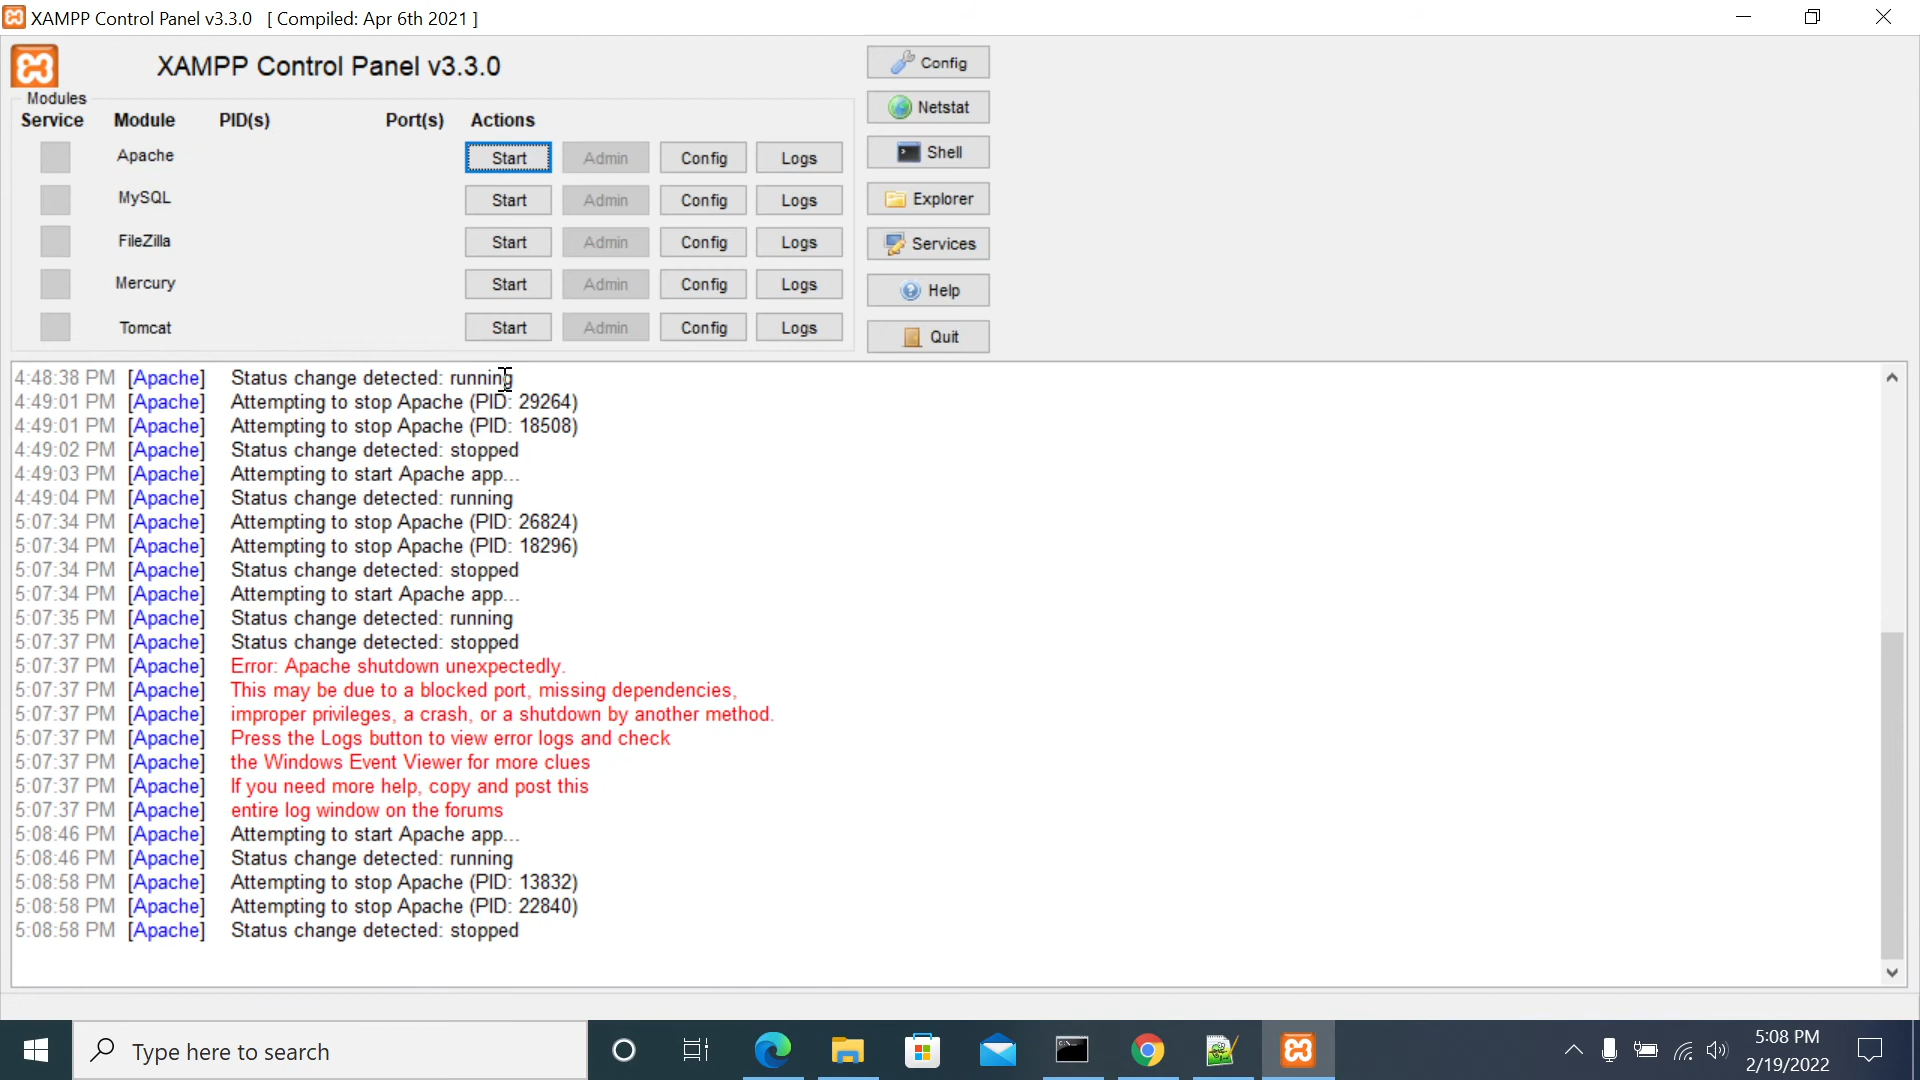 XAMPP Control Panel v3.3.0 [ Compiled: Apr 6th 2021 ]
XAMPP Control Panel v3.3.0
Modules
Service Module PID(s) Port(s) Actions
Apache Start Admin Config Logs
MySQL Start Admin Config Logs
FileZilla Start Admin Config Logs
Mercury Start Admin Config Logs
Tomcat Start Admin Config Logs
Config
Netstat
Shell
Explorer
Services
Help
Quit
4:48:38 PM [Apache] Status change detected: running
4:49:01 PM [Apache] Attempting to stop Apache (PID: 29264)
4:49:01 PM [Apache] Attempting to stop Apache (PID: 18508)
4:49:02 PM [Apache] Status change detected: stopped
4:49:03 PM [Apache] Attempting to start Apache app...
4:49:04 PM [Apache] Status change detected: running
5:07:34 PM [Apache] Attempting to stop Apache (PID: 26824)
5:07:34 PM [Apache] Attempting to stop Apache (PID: 18296)
5:07:34 PM [Apache] Status change detected: stopped
5:07:34 PM [Apache] Attempting to start Apache app...
5:07:35 PM [Apache] Status change detected: running
5:07:37 PM [Apache] Status change detected: stopped
5:07:37 PM [Apache] Error: Apache shutdown unexpectedly.
5:07:37 PM [Apache] This may be due to a blocked port, missing dependencies,
5:07:37 PM [Apache] improper privileges, a crash, or a shutdown by another method.
5:07:37 PM [Apache] Press the Logs button to view error logs and check
5:07:37 PM [Apache] the Windows Event Viewer for more clues
5:07:37 PM [Apache] If you need more help, copy and post this
5:07:37 PM [Apache] entire log window on the forums
5:08:46 PM [Apache] Attempting to start Apache app...
5:08:46 PM [Apache] Status change detected: running
5:08:58 PM [Apache] Attempting to stop Apache (PID: 13832)
5:08:58 PM [Apache] Attempting to stop Apache (PID: 22840)
5:08:58 PM [Apache] Status change detected: stopped
Type here to search
5:08 PM
2/19/2022